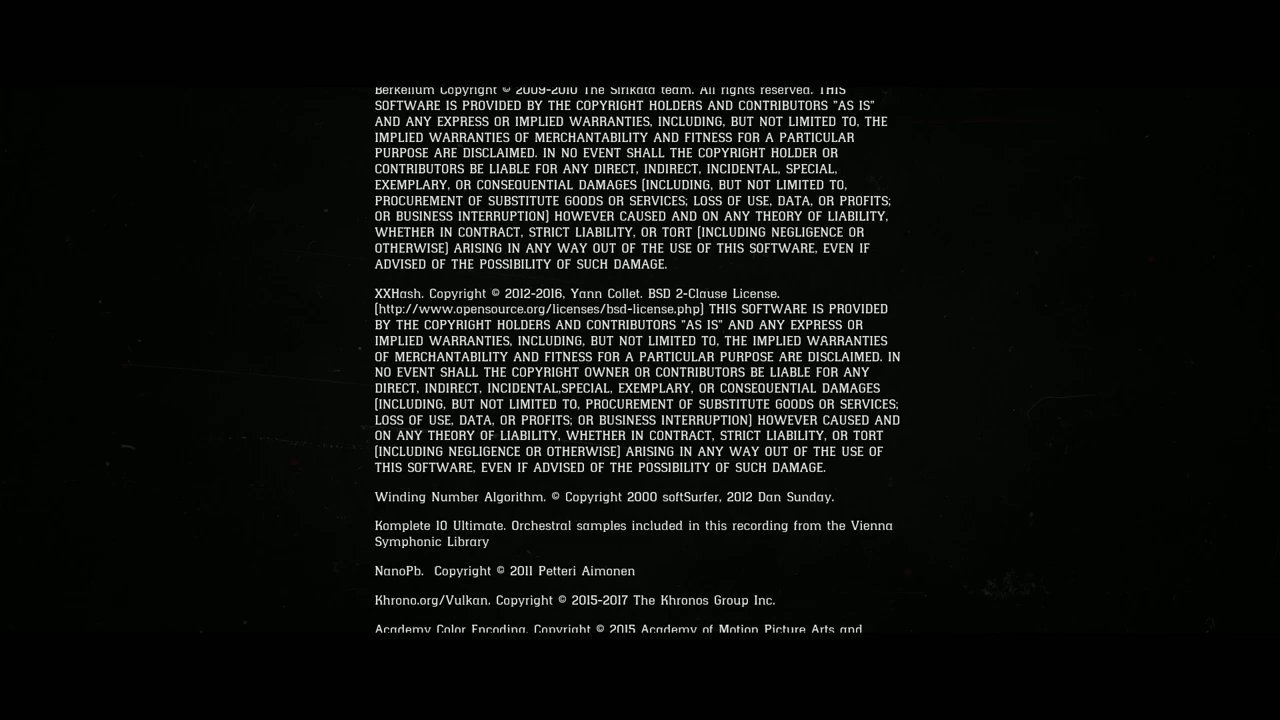 Berkelium Copyright © 2009-2010 The Sirikata team. All rights reserved. THIS
SOFTWARE IS PROVIDED BY THE COPYRIGHT HOLDERS AND CONTRIBUTORS "AS IS"
AND ANY EXPRESS OR IMPLIED WARRANTIES, INCLUDING, BUT NOT LIMITED TO, THE
IMPLIED WARRANTIES OF MERCHANTABILITY AND FITNESS FOR A PARTICULAR
PURPOSE ARE DISCLAIMED. IN NO EVENT SHALL THE COPYRIGHT HOLDER OR
CONTRIBUTORS BE LIABLE FOR ANY DIRECT, INDIRECT, INCIDENTAL, SPECIAL,
EXEMPLARY, OR CONSEQUENTIAL DAMAGES (INCLUDING, BUT NOT LIMITED TO,
PROCUREMENT OF SUBSTITUTE GOODS OR SERVICES; LOSS OF USE, DATA, OR PROFITS;
OR BUSINESS INTERRUPTION) HOWEVER CAUSED AND ON ANY THEORY OF LIABILITY,
WHETHER IN CONTRACT, STRICT LIABILITY, OR TORT (INCLUDING NEGLIGENCE OR
OTHERWISE) ARISING IN ANY WAY OUT OF THE USE OF THIS SOFTWARE, EVEN IF
ADVISED OF THE POSSIBILITY OF SUCH DAMAGE.
XXHash. Copyright © 2012-2016, Yann Collet. BSD 2-Clause License.
(http://www.opensource.org/licenses/bsd-license.php) THIS SOFTWARE IS PROVIDED
BY THE COPYRIGHT HOLDERS AND CONTRIBUTORS "AS IS" AND ANY EXPRESS OR
IMPLIED WARRANTIES, INCLUDING, BUT NOT LIMITED TO, THE IMPLIED WARRANTIES
OF MERCHANTABILITY AND FITNESS FOR A PARTICULAR PURPOSE ARE DISCLAIMED. IN
NO EVENT SHALL THE COPYRIGHT OWNER OR CONTRIBUTORS BE LIABLE FOR ANY
DIRECT, INDIRECT, INCIDENTAL,SPECIAL, EXEMPLARY, OR CONSEQUENTIAL DAMAGES
(INCLUDING, BUT NOT LIMITED TO, PROCUREMENT OF SUBSTITUTE GOODS OR SERVICES;
LOSS OF USE, DATA, OR PROFITS; OR BUSINESS INTERRUPTION) HOWEVER CAUSED AND
ON ANY THEORY OF LIABILITY, WHETHER IN CONTRACT, STRICT LIABILITY, OR TORT
(INCLUDING NEGLIGENCE OR OTHERWISE) ARISING IN ANY WAY OUT OF THE USE OF
THIS SOFTWARE, EVEN IF ADVISED OF THE POSSIBILITY OF SUCH DAMAGE.
Winding Number Algorithm. © Copyright 2000 softSurfer, 2012 Dan Sunday.
Komplete 10 Ultimate. Orchestral samples included in this recording from the Vienna
Symphonic Library
NanoPb.  Copyright © 2011 Petteri Aimonen
Khrono.org/Vulkan. Copyright © 2015-2017 The Khronos Group Inc.
Academy Color Encoding. Copyright © 2015 Academy of Motion Picture Arts and